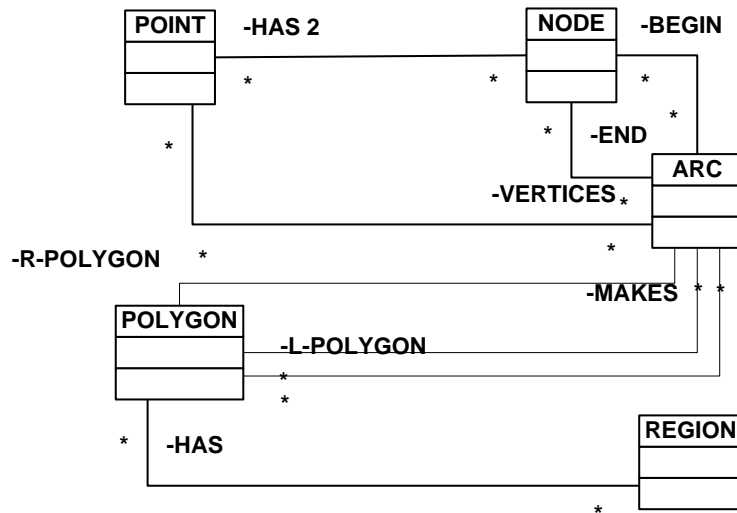 POINT
-HAS 2
NODE
-BEGIN
*
*
*
*
*
*
-END
ARC
-VERTICES
*
*
-R-POLYGON
*
-MAKES
*
*
POLYGON
-L-POLYGON
*
*
*
-HAS
REGION
*